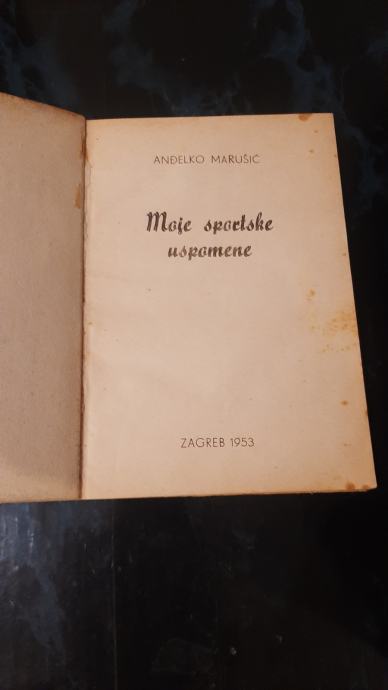 ANĐELKO MARUŠIĆ
Moje sportske
uspomene
ZAGREB 1953